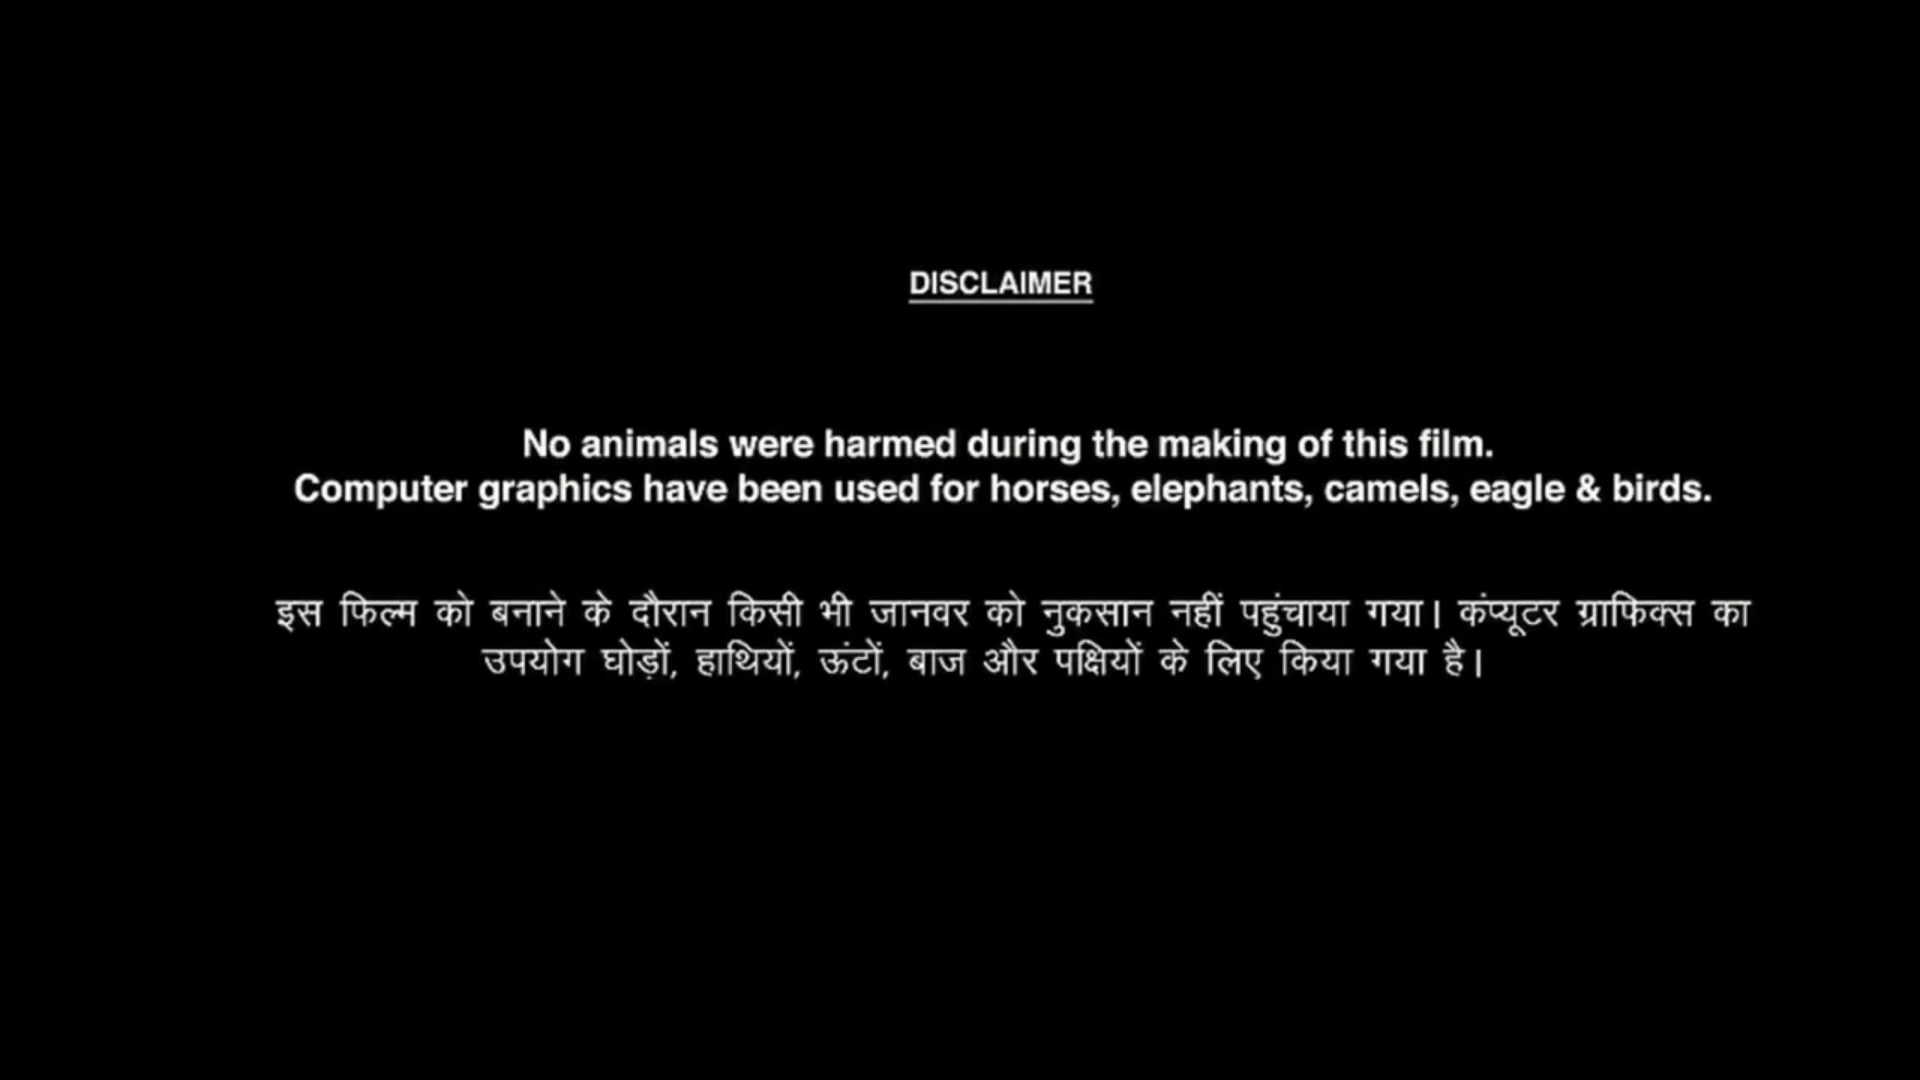 DISCLAIMER
No animals were harmed during the making of this film.
Computer graphics have been used for horses, elephants, camels, eagle & birds.
इस फिल्म को बनाने के दौरान किसी भी जानवर को नुकसान नहीं पहुंचाया गया। कंप्यूटर ग्राफिक्स का
उपयोग घोड़ों, हाथियों, ऊंटों, बाज और पक्षियों के लिए किया गया है।